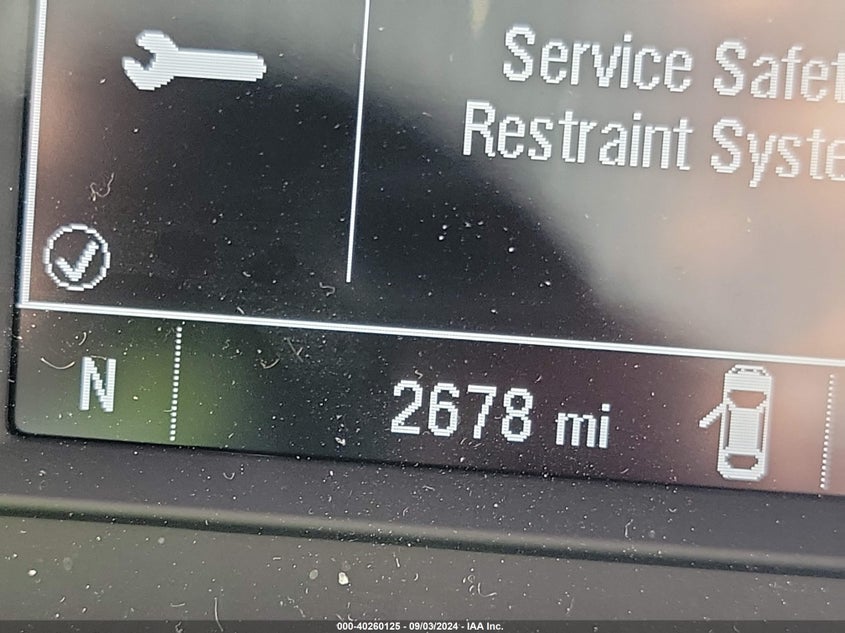 Service Safet
Restraint Syste
N
2678 mi
000-40260125 - 09/03/2024 - IAA Inc.